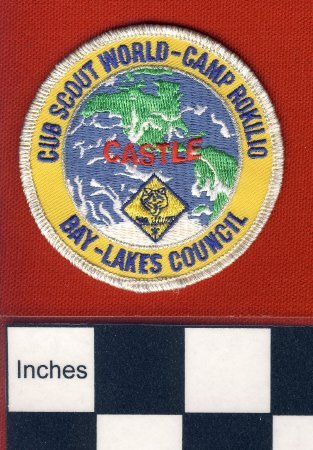 CUB SCOUT WORLD-CAMP ROKILIO
CASTLE
BAY-LAKES COUNCIL
Inches